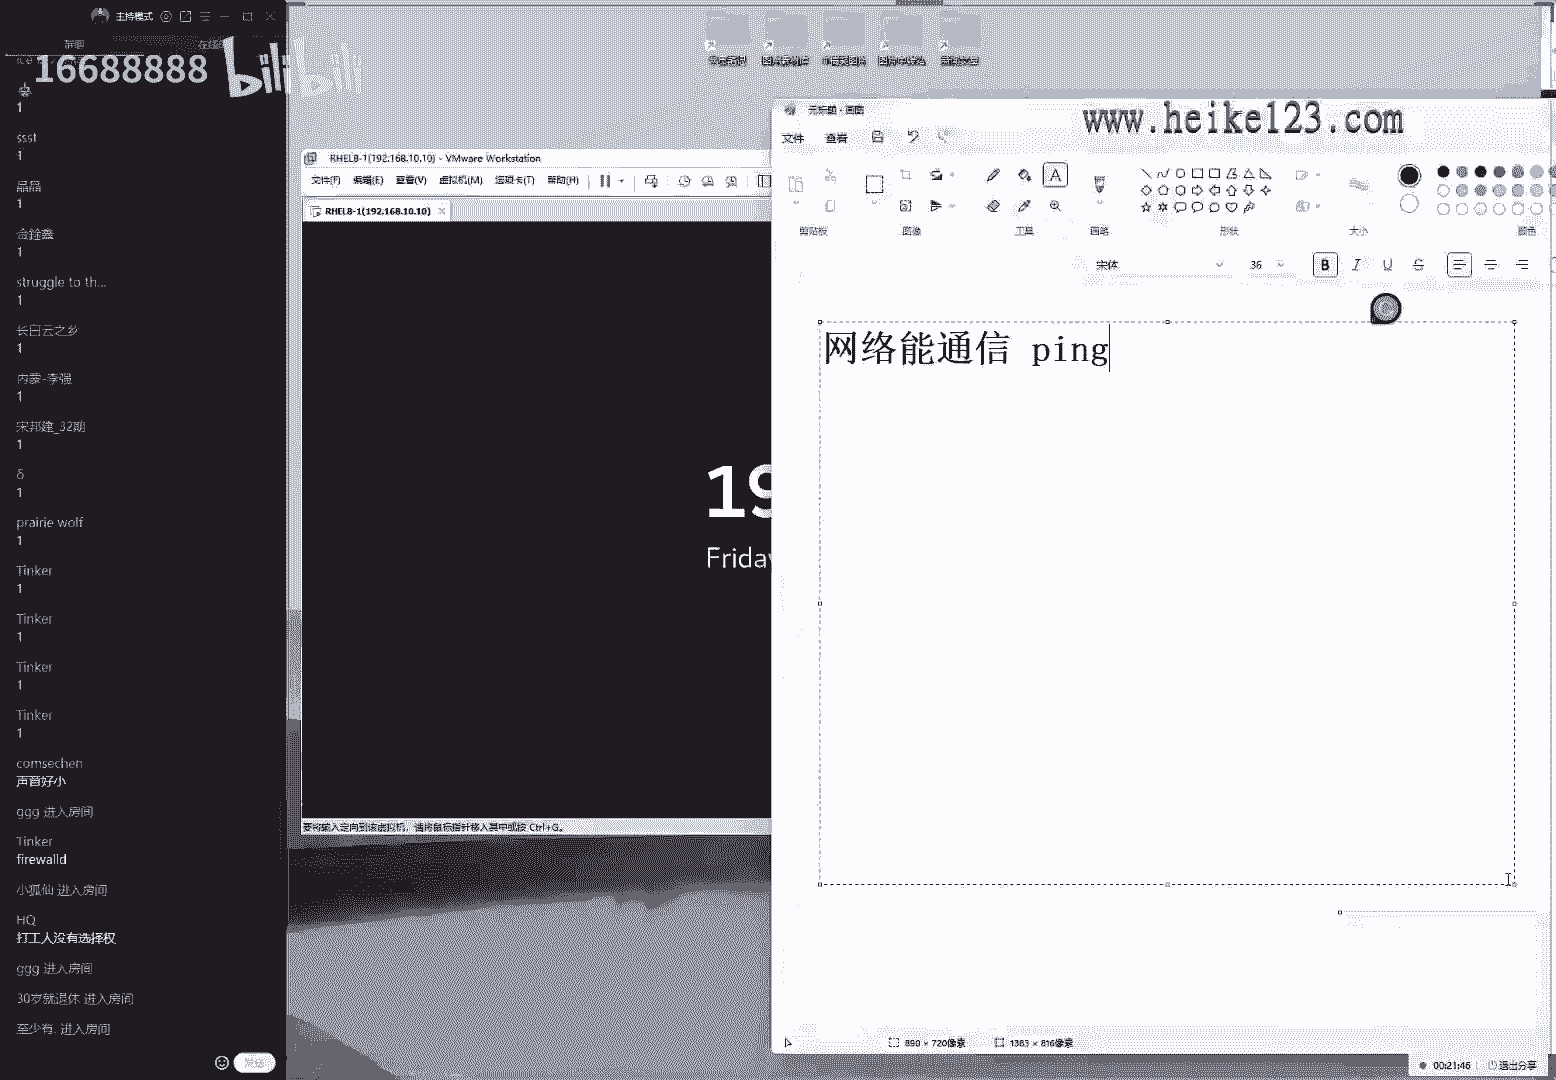 主持模式
群聊
16688888 bilibili
1
ssst
1
晶晶
1
金銓鑫
1
struggle to th...
1
长白云之乡
1
内蒙-李强
1
宋邦建_32期
1
δ
1
prairie wolf
1
Tinker
1
Tinker
1
Tinker
1
Tinker
1
comsechen
声音好小
ggg 进入房间
Tinker
firewalld
小狐仙 进入房间
HQ
打工人没有选择权
ggg 进入房间
30岁就退休 进入房间
至少有. 进入房间
发送
RHEL8-1(192.168.10.10) - VMware Workstation
文件(F) 编辑(E) 查看(V) 虚拟机(M) 选项卡(T) 帮助(H)
RHEL8-1(192.168.10.10)
19
Friday
要将输入定向到该虚拟机，请将鼠标指针移入其中或按 Ctrl+G。
无标题 - 画图
www.heike123.com
文件 查看
剪贴板 图像 工具 画笔 形状 大小 颜色
宋体 36 B I U S
网络能通信 ping
890 × 720像素 1383 × 816像素
00:21:46 退出分享